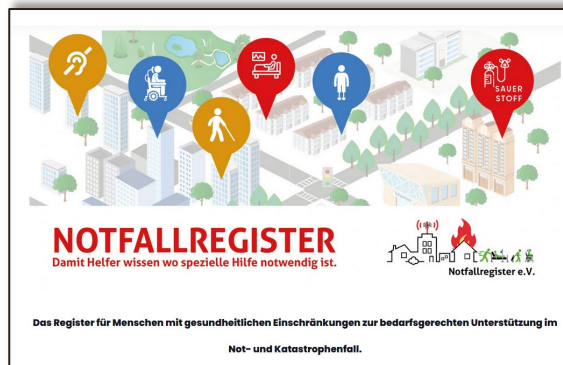 SAUER
STOFF
NOTFALLREGISTER
Damit Helfer wissen wo spezielle Hilfe notwendig ist.
Notfallregister e.V.
Das Register für Menschen mit gesundheitlichen Einschränkungen zur bedarfsgerechten Unterstützung im
Not- und Katastrophenfall.